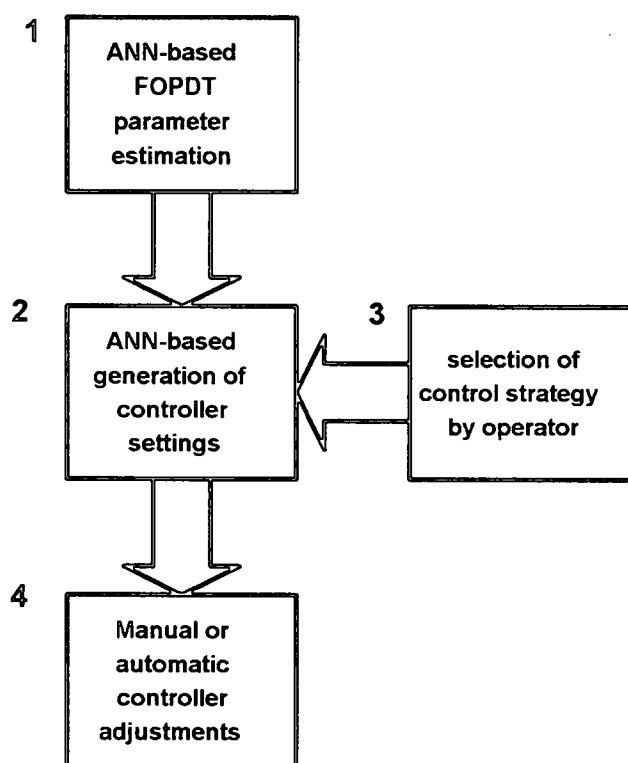 1
ANN-based
FOPDT
parameter
estimation
2
ANN-based
generation of
controller
settings
3
selection of
control strategy
by operator
4
Manual or
automatic
controller
adjustments